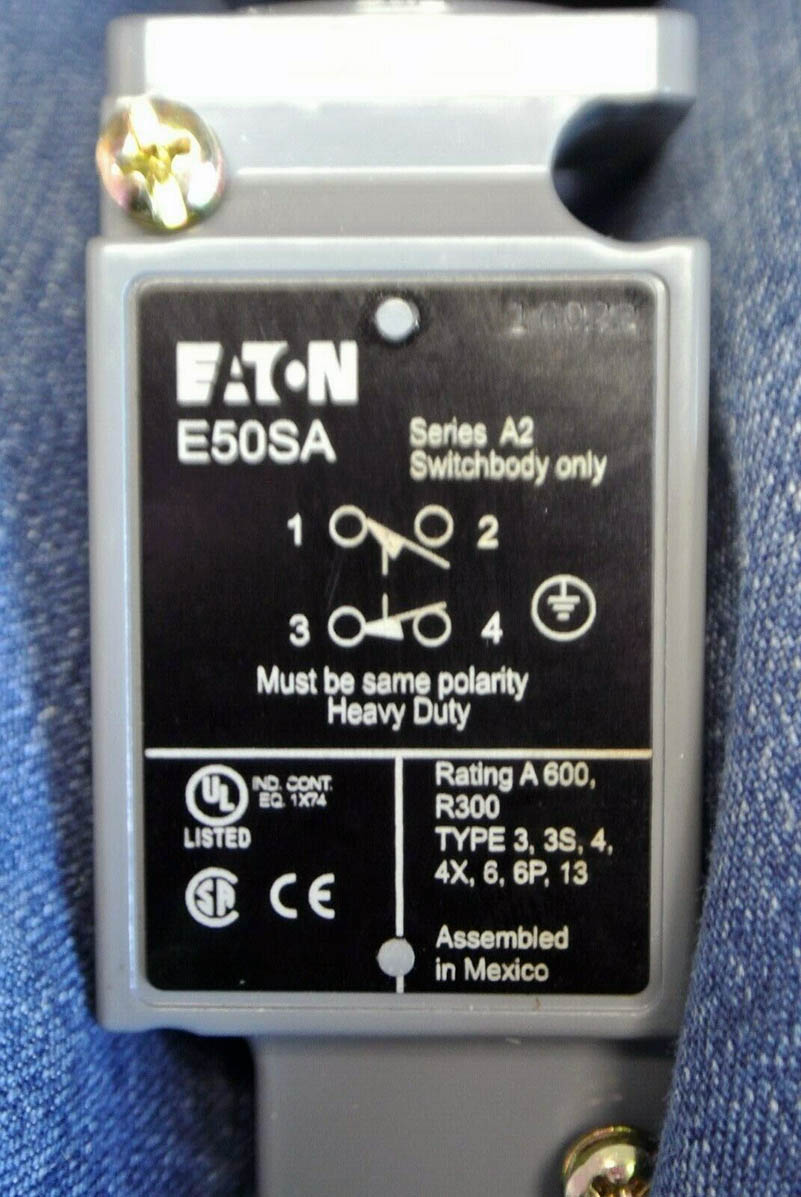 EATON
E50SA
Series A2
Switchbody only
1 2
3 4
Must be same polarity
Heavy Duty
UL
LISTED
IND. CONT.
EQ. 1X74
SA
CE
Rating A 600,
R300
TYPE 3, 3S, 4,
4X, 6, 6P, 13
Assembled
in Mexico